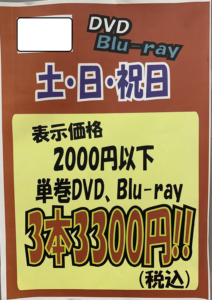 DVD
Blu-ray
土・日・祝日
表示価格
2000円以下
単巻DVD、Blu-ray
3本3300円!!
(税込)